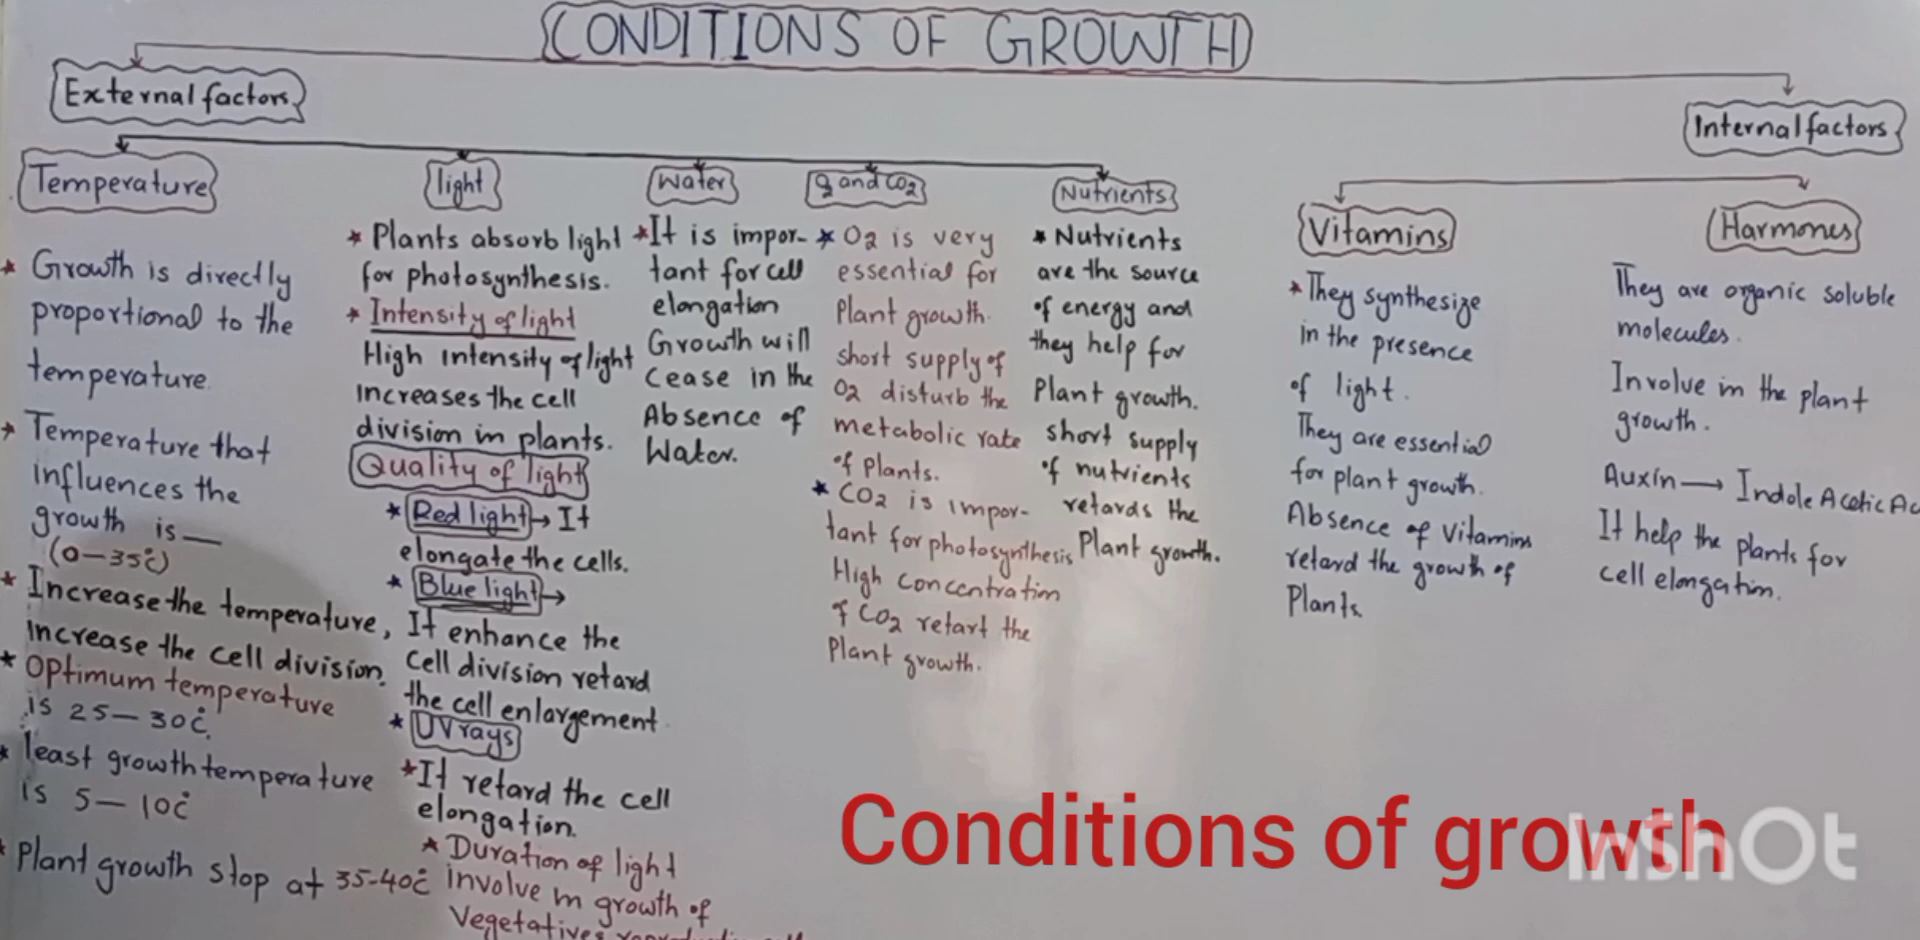 CONDITIONS OF GROWTH
External factors
Internal factors
Temperature
* Growth is directly
proportional to the
temperature
* Temperature that
influences the
growth is —
(0-35°C)
* Increase the temperature,
increase the cell division.
* Optimum temperature
is 25-30°C.
* least growth temperature
is 5-10°C
* Plant growth stop at 35-40°C
light
* Plants absorb light
for photosynthesis.
* Intensity of light
High intensity of light
increases the cell
division in plants.
Quality of light
* Red light → It
elongate the cells.
* Blue light →
It enhance the
cell division retard
the cell enlargement.
* UV rays
* It retard the cell
elongation.
* Duration of light
involve in growth of
Water
* It is impor-
tant for cell
elongation
Growth will
cease in the
Absence of
Water.
and CO2
* O2 is very
essential for
Plant growth.
short supply of
O2 disturb the
metabolic rate
of plants.
* CO2 is impor-
tant for photosynthesis
High concentration
of CO2 retart the
Plant growth.
Nutrients
* Nutrients
are the source
of energy and
they help for
Plant growth.
short supply
of nutrients
retards the
Plant growth.
Vitamins
* They synthesize
in the presence
of light.
They are essential
for plant growth.
Absence of Vitamins
retard the growth of
Plants.
Harmones
They are organic soluble
molecules.
Involve in the plant
growth.
Auxin → Indole Acetic Ac
It help the plants for
cell elongation.
Conditions of growth
InShOt